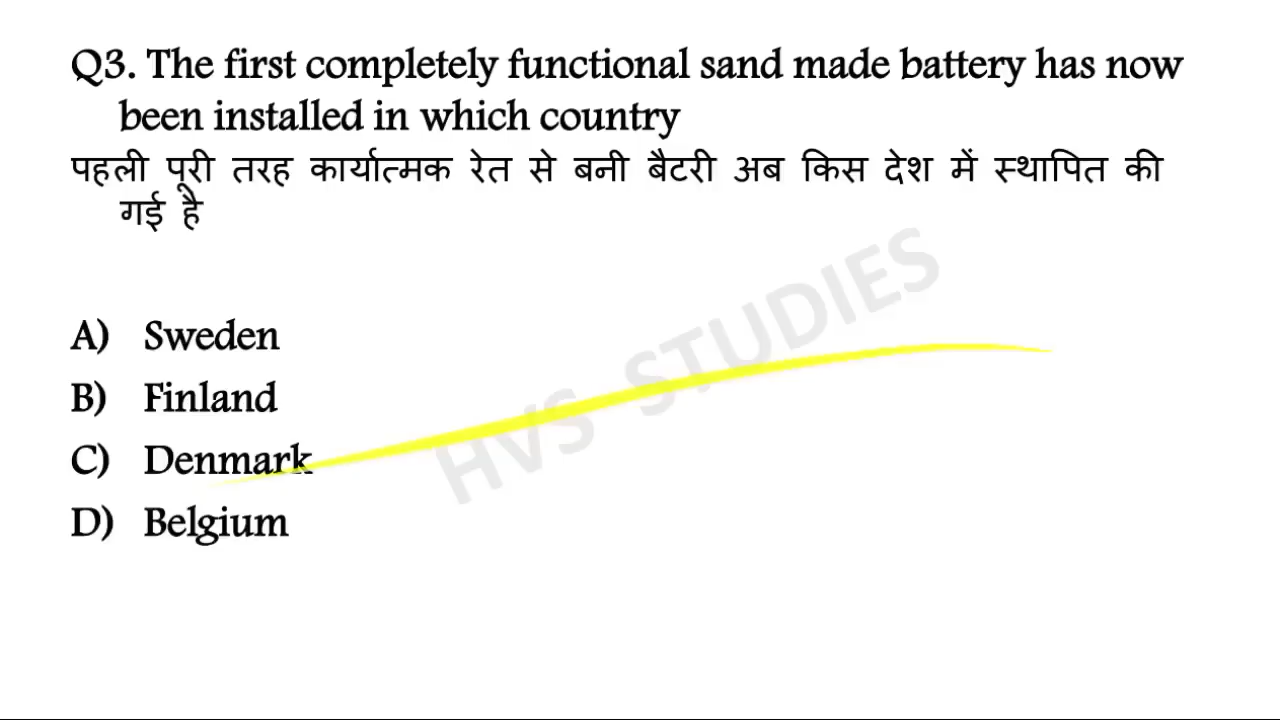 Q3. The first completely functional sand made battery has now
been installed in which country
पहली पूरी तरह कार्यात्मक रेत से बनी बैटरी अब किस देश में स्थापित की
गई है
HVS STUDIES
A) Sweden
B) Finland
C) Denmark
D) Belgium